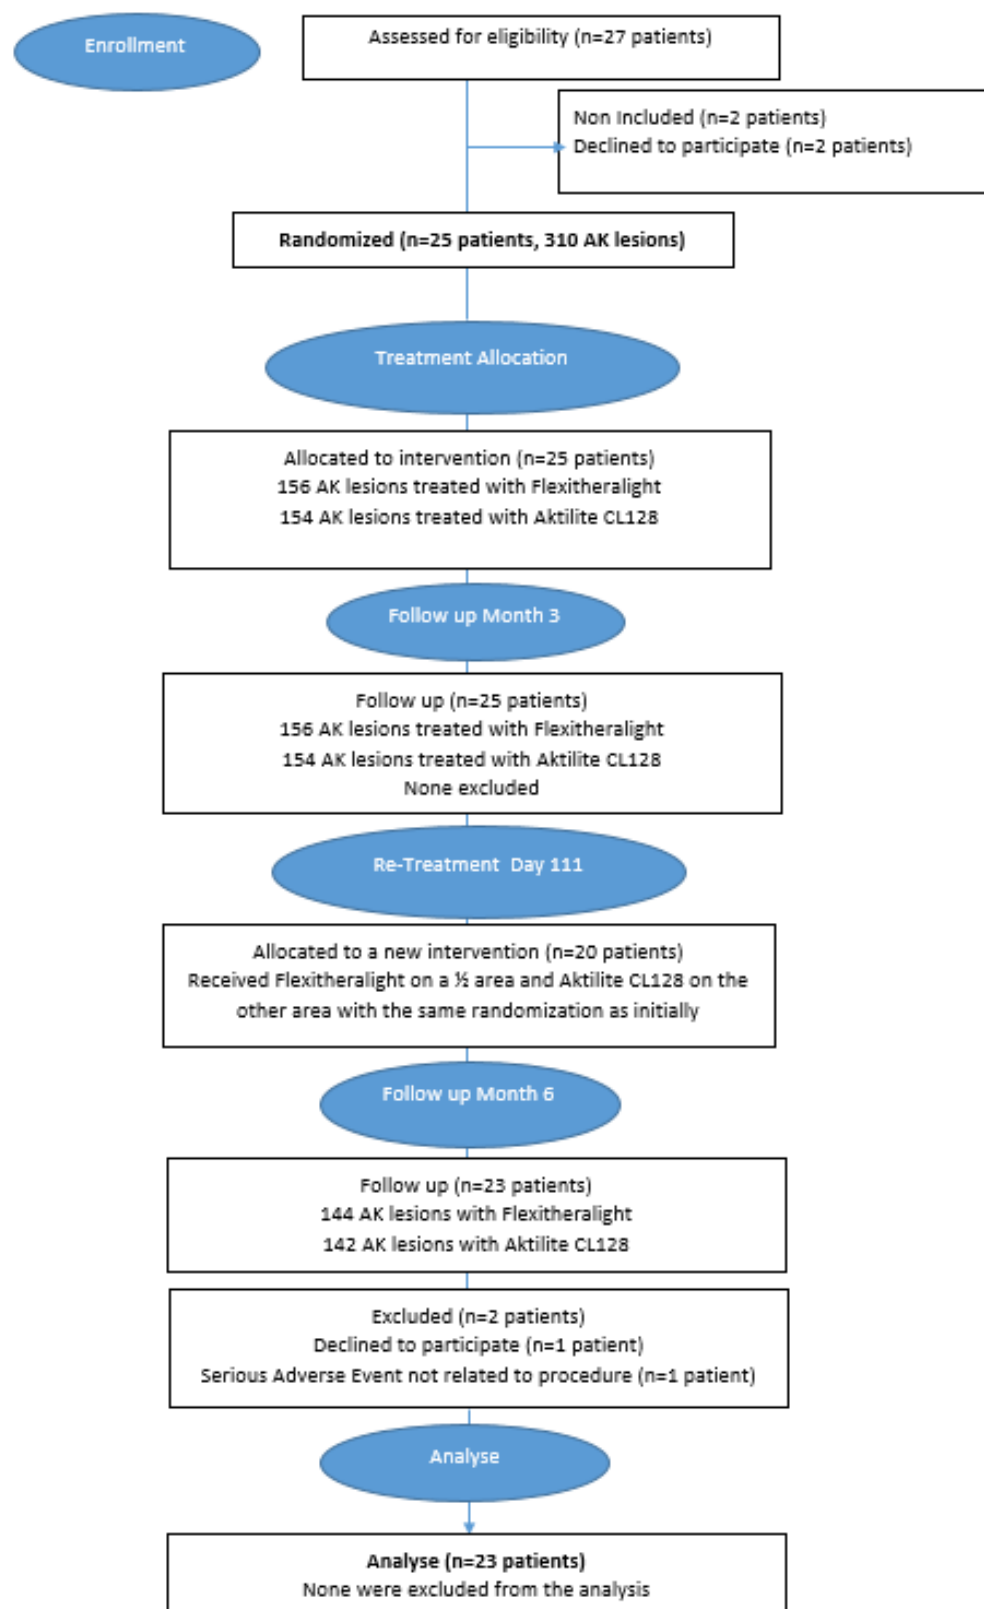 Enrollment
Assessed for eligibility (n=27 patients)
Non Included (n=2 patients)
Declined to participate (n=2 patients)
Randomized (n=25 patients, 310 AK lesions)
Treatment Allocation
Allocated to intervention (n=25 patients)
156 AK lesions treated with Flexitheralight
154 AK lesions treated with Aktilite CL128
Follow up Month 3
Follow up (n=25 patients)
156 AK lesions treated with Flexitheralight
154 AK lesions treated with Aktilite CL128
None excluded
Re-Treatment Day 111
Allocated to a new intervention (n=20 patients)
Received Flexitheralight on a ½ area and Aktilite CL128 on the
other area with the same randomization as initially
Follow up Month 6
Follow up (n=23 patients)
144 AK lesions with Flexitheralight
142 AK lesions with Aktilite CL128
Excluded (n=2 patients)
Declined to participate (n=1 patient)
Serious Adverse Event not related to procedure (n=1 patient)
Analyse
Analyse (n=23 patients)
None were excluded from the analysis